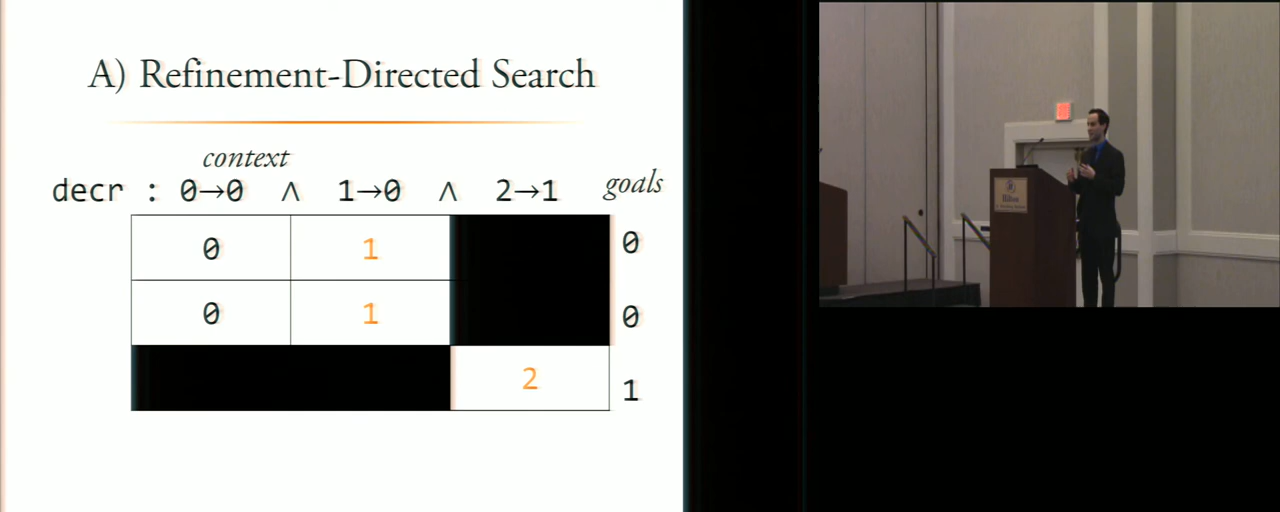 A) Refinement-Directed Search
context
decr : 0→0 ∧ 1→0 ∧ 2→1 goals
0 1 0
0 1 0
2 1
Hilton